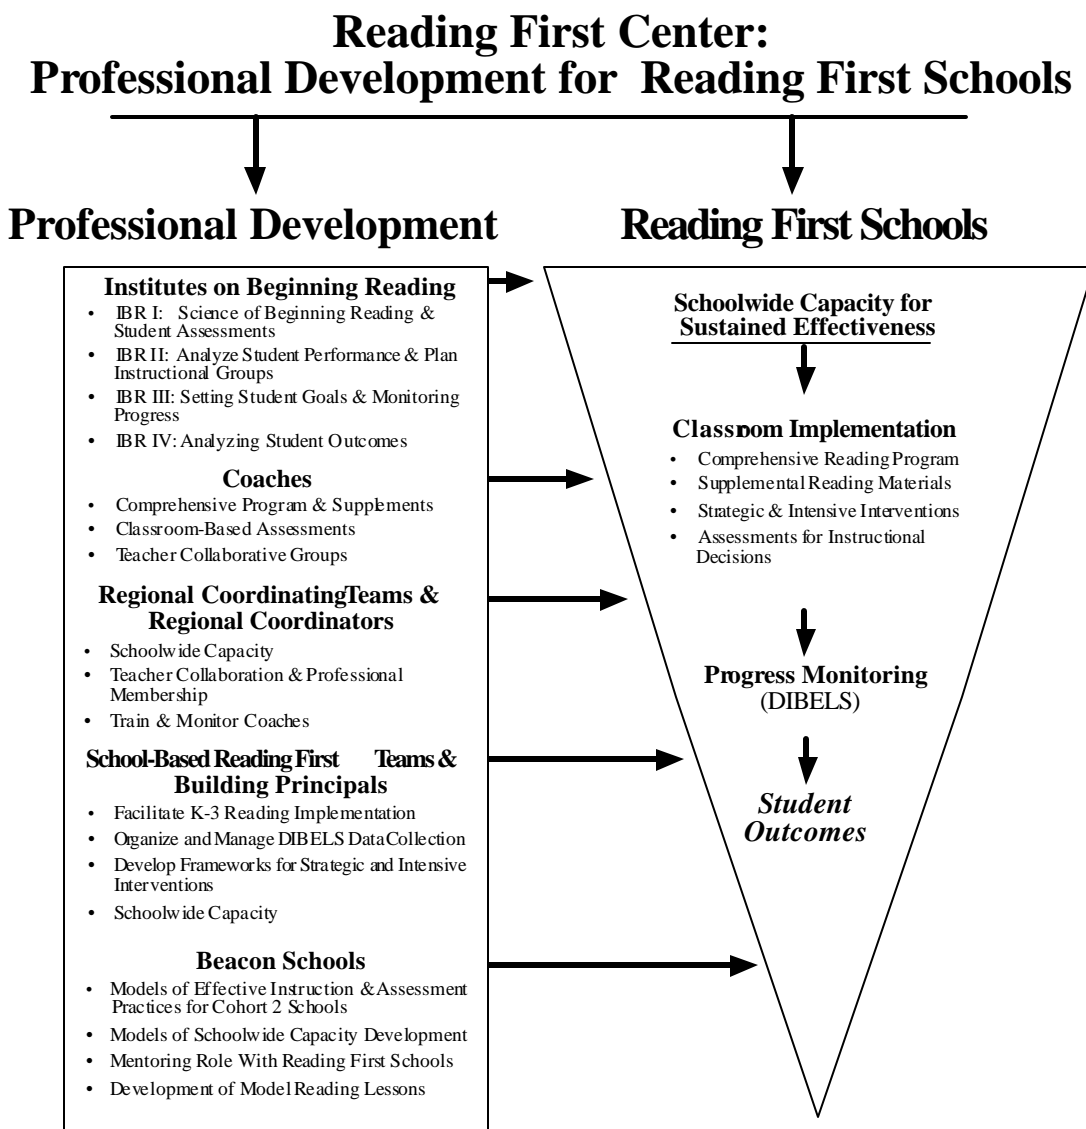 Reading First Center:
Professional Development for Reading First Schools
Professional Development
Institutes on Beginning Reading
• IBR I: Science of Beginning Reading &
Student Assessments
• IBR II: Analyze Student Performance & Plan
Instructional Groups
• IBR III: Setting Student Goals & Monitoring
Progress
• IBR IV: Analyzing Student Outcomes
Coaches
• Comprehensive Program & Supplements
• Classroom-Based Assessments
• Teacher Collaborative Groups
Regional Coordinating Teams &
Regional Coordinators
• Schoolwide Capacity
• Teacher Collaboration & Professional
Membership
• Train & Monitor Coaches
School-Based Reading First Teams &
Building Principals
• Facilitate K-3 Reading Implementation
• Organize and Manage DIBELS Data Collection
• Develop Frameworks for Strategic and Intensive
Interventions
• Schoolwide Capacity
Beacon Schools
• Models of Effective Instruction & Assessment
Practices for Cohort 2 Schools
• Models of Schoolwide Capacity Development
• Mentoring Role With Reading First Schools
• Development of Model Reading Lessons
Reading First Schools
Schoolwide Capacity for
Sustained Effectiveness
Classroom Implementation
• Comprehensive Reading Program
• Supplemental Reading Materials
• Strategic & Intensive Interventions
• Assessments for Instructional
Decisions
Progress Monitoring
(DIBELS)
Student
Outcomes